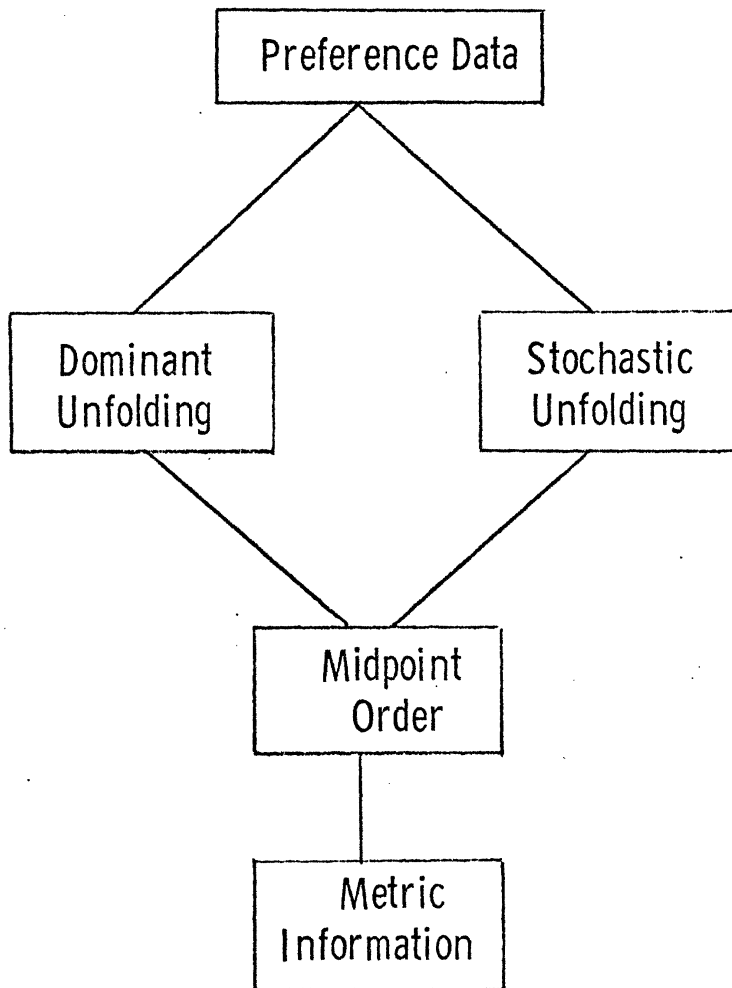 Preference Data
Dominant
Unfolding
Stochastic
Unfolding
Midpoint
Order
Metric
Information